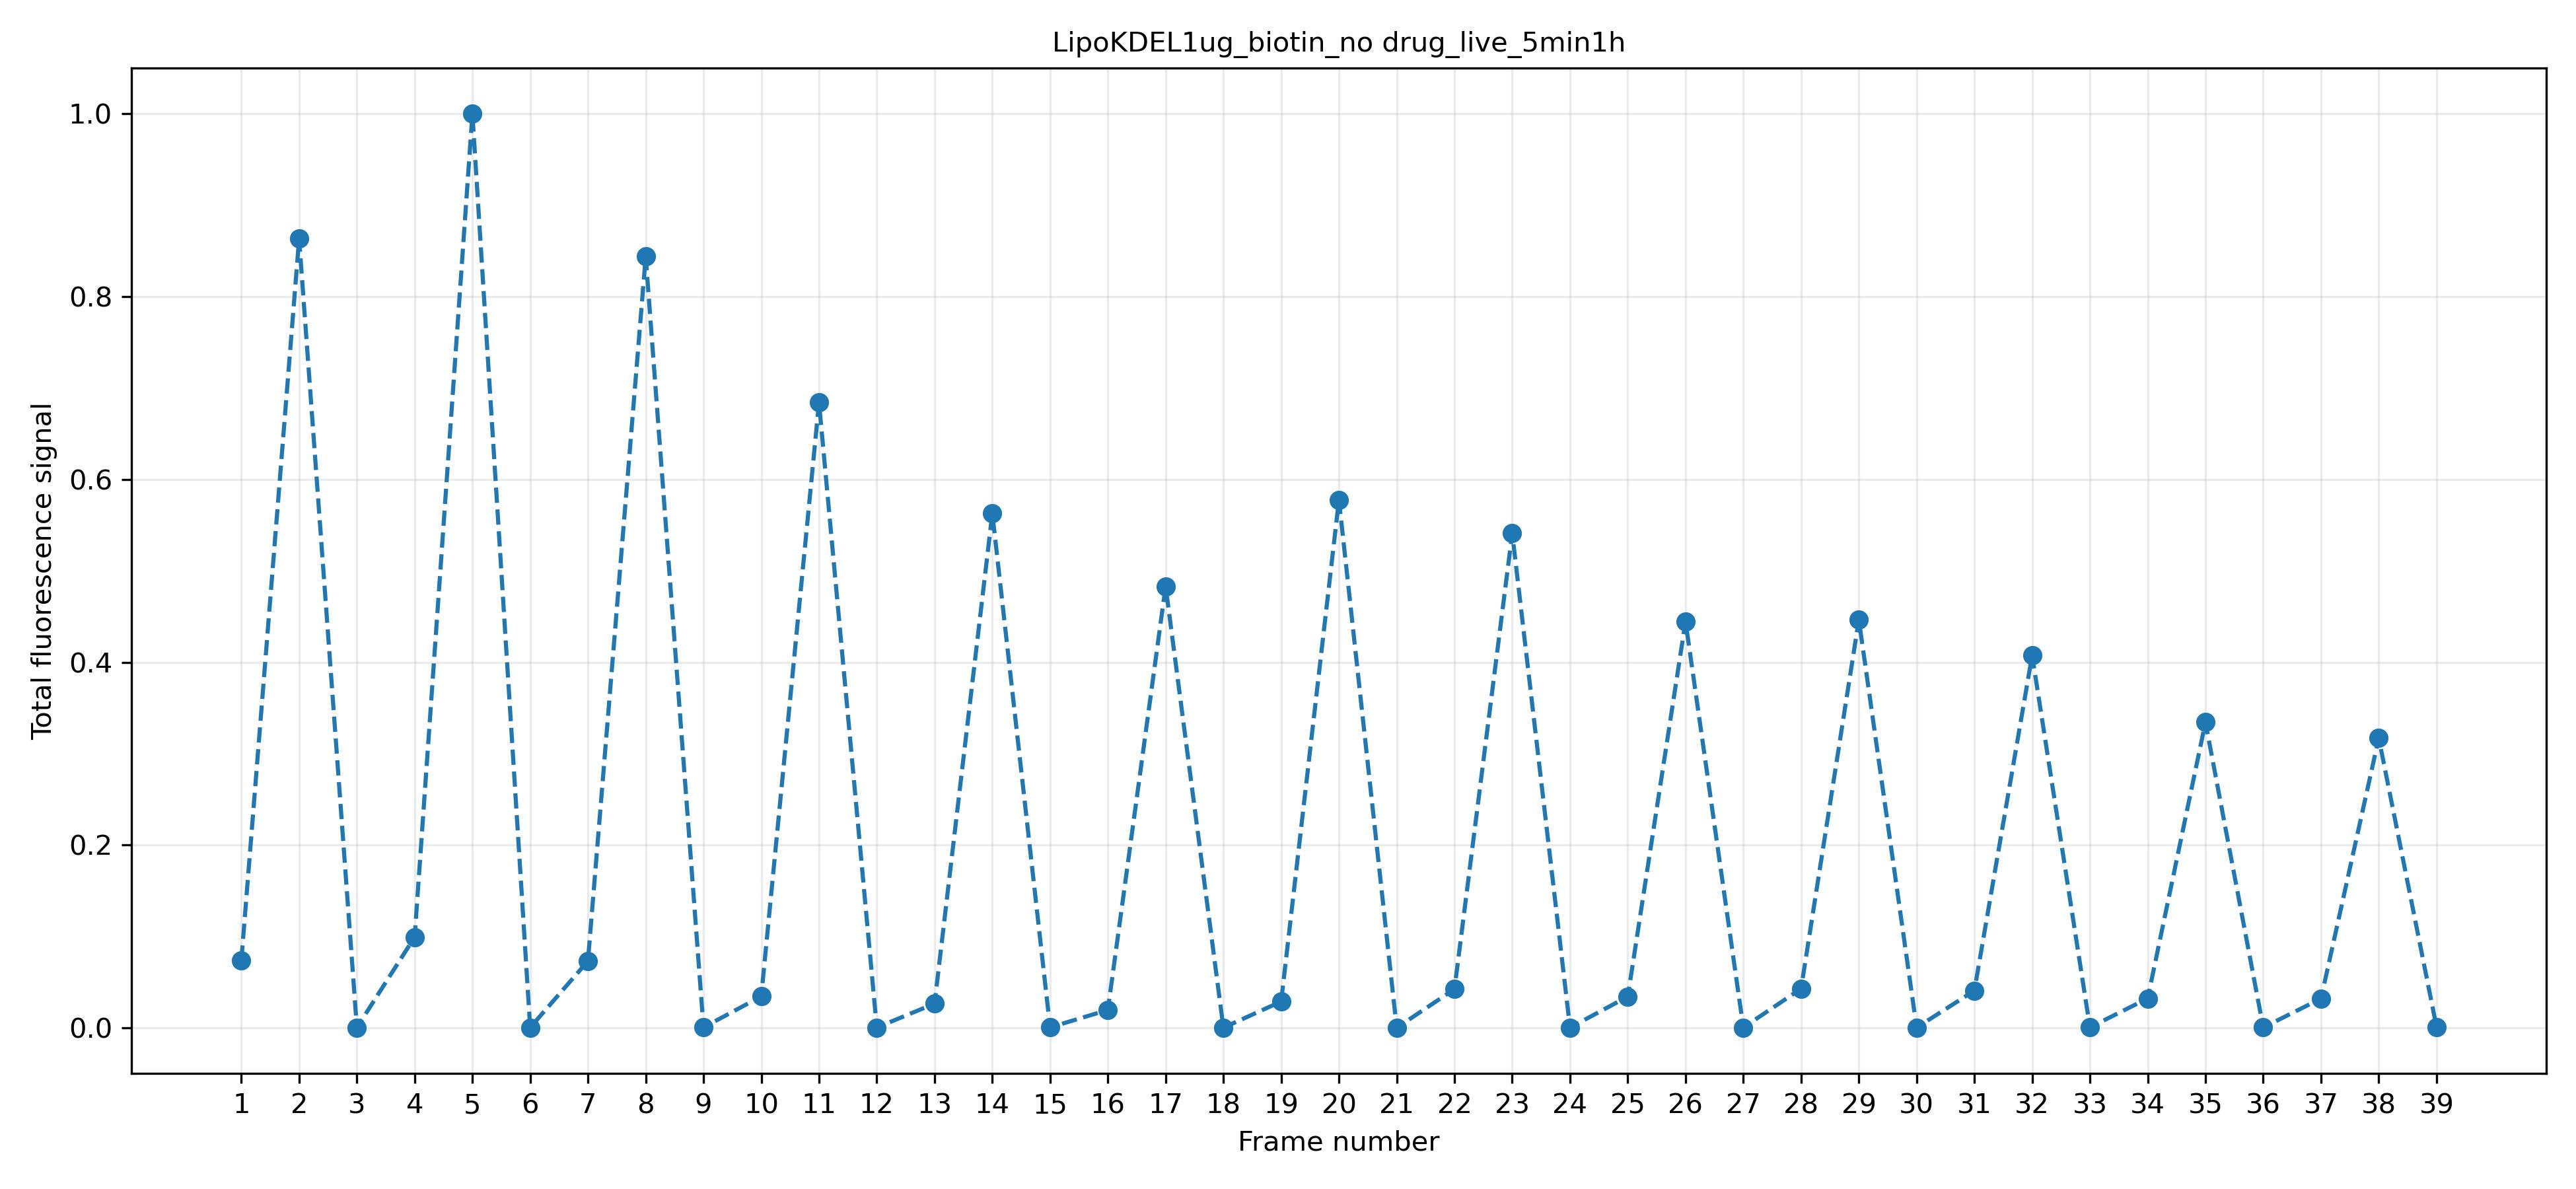 LipoKDEL1ug_biotin_no drug_live_5min1h
Total fluorescence signal
1.0
0.8
0.6
0.4
0.2
0.0
1 2 3 4 5 6 7 8 9 10 11 12 13 14 15 16 17 18 19 20 21 22 23 24 25 26 27 28 29 30 31 32 33 34 35 36 37 38 39
Frame number